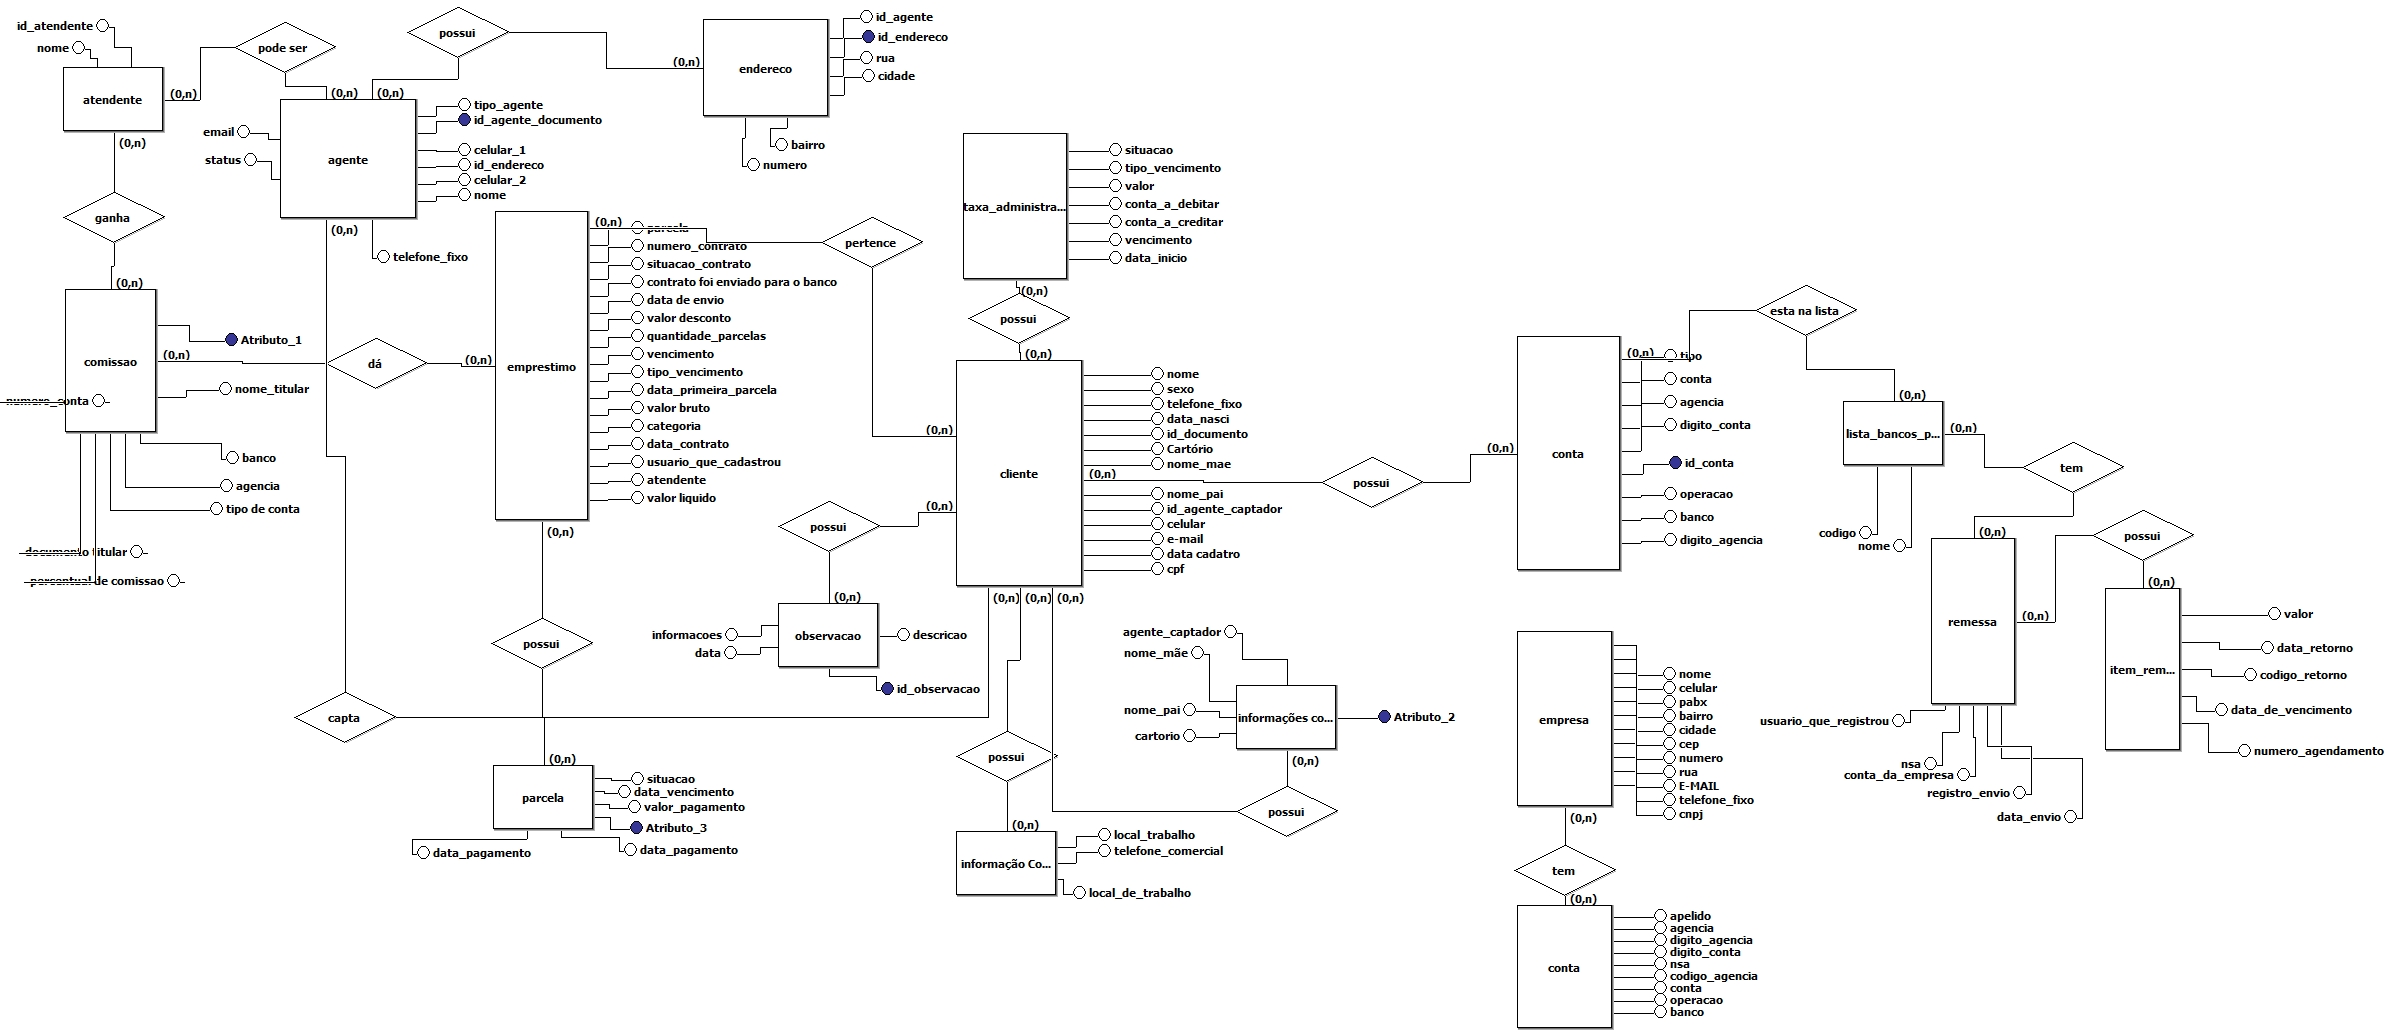 id_atendente
nome
atendente
(0,n)
(0,n)
pode ser
(0,n)
(0,n)
possui
(0,n)
endereco
id_agente
id_endereco
rua
cidade
bairro
numero
email
status
agente
tipo_agente
id_agente_documento
celular_1
id_endereco
celular_2
nome
(0,n)
telefone_fixo
ganha
(0,n)
comissao
Atributo_1
(0,n)
nome_titular
numero_conta
banco
agencia
tipo de conta
documento titular
percentual de comissao
dá
(0,n)
emprestimo
(0,n)
parcela
numero_contrato
situacao_contrato
contrato foi enviado para o banco
data de envio
valor desconto
quantidade_parcelas
vencimento
tipo_vencimento
data_primeira_parcela
valor bruto
categoria
data_contrato
usuario_que_cadastrou
atendente
valor liquido
(0,n)
pertence
(0,n)
taxa_administra...
situacao
tipo_vencimento
valor
conta_a_debitar
conta_a_creditar
vencimento
data_inicio
(0,n)
possui
(0,n)
cliente
nome
sexo
telefone_fixo
data_nasci
id_documento
Cartório
nome_mae
(0,n)
nome_pai
id_agente_captador
celular
e-mail
data cadatro
cpf
(0,n)
(0,n)
(0,n)
(0,n)
possui
(0,n)
informacoes
data
observacao
descricao
id_observacao
possui
capta
(0,n)
parcela
situacao
data_vencimento
valor_pagamento
Atributo_3
data_pagamento
data_pagamento
possui
(0,n)
informação Co...
local_trabalho
telefone_comercial
local_de_trabalho
agente_captador
nome_mãe
nome_pai
cartorio
informações co...
Atributo_2
(0,n)
possui
possui
(0,n)
conta
(0,n)
tipo
conta
agencia
digito_conta
id_conta
operacao
banco
digito_agencia
esta na lista
(0,n)
lista_bancos_p...
(0,n)
codigo
nome
tem
(0,n)
remessa
(0,n)
usuario_que_registrou
nsa
conta_da_empresa
registro_envio
data_envio
possui
(0,n)
item_rem...
valor
data_retorno
codigo_retorno
data_de_vencimento
numero_agendamento
empresa
nome
celular
pabx
bairro
cidade
cep
numero
rua
E-MAIL
telefone_fixo
cnpj
(0,n)
tem
(0,n)
conta
apelido
agencia
digito_agencia
digito_conta
nsa
codigo_agencia
conta
operacao
banco